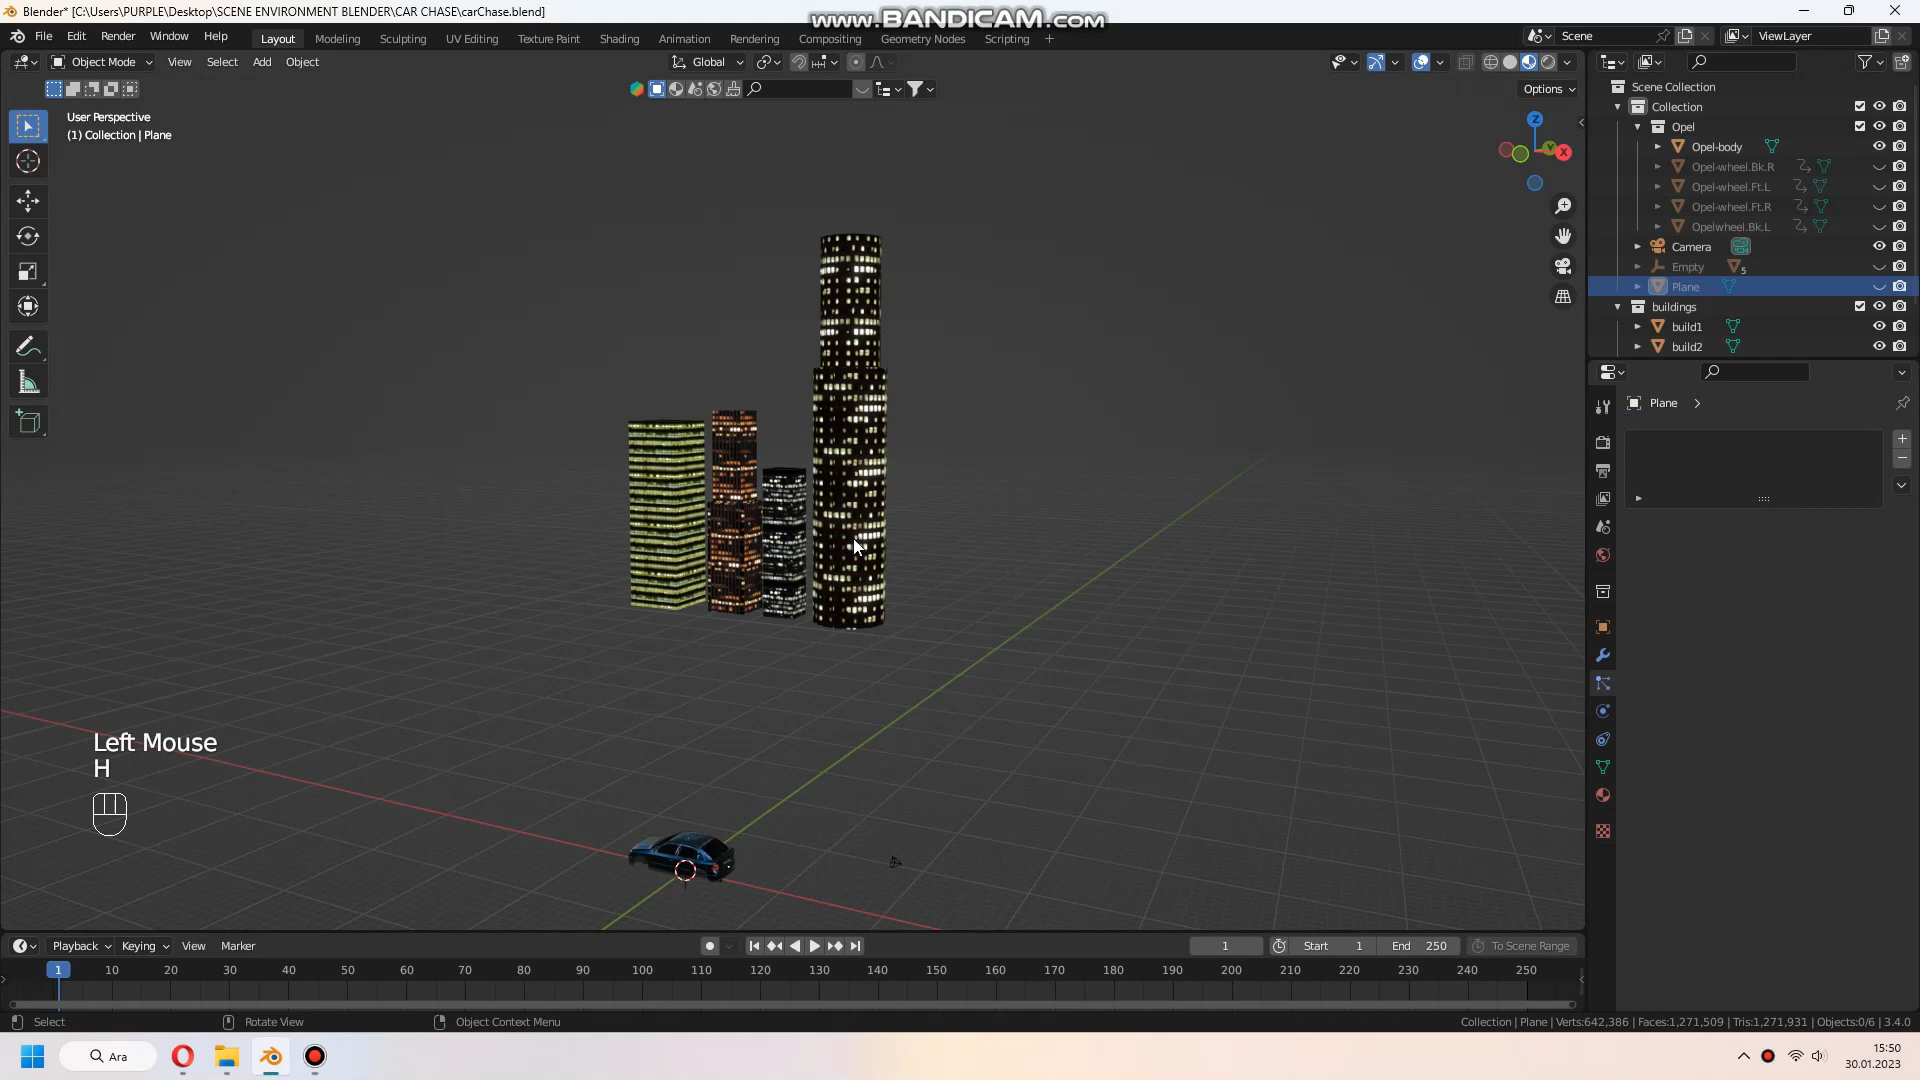 Blender* [C:\Users\PURPLE\Desktop\SCENE ENVIRONMENT BLENDER\CAR CHASE\carChase.blend]
www.BANDICAM.com
File Edit Render Window Help Layout Modeling Sculpting UV Editing Texture Paint Shading Animation Rendering Compositing Geometry Nodes Scripting + Scene ViewLayer
Object Mode View Select Add Object Global
Options
User Perspective
(1) Collection | Plane
Z
Y
X
Scene Collection
Collection
Opel
Opel-body
Opel-wheel.Bk.R
Opel-wheel.Ft.L
Opel-wheel.Ft.R
Opelwheel.Bk.L
Camera
Empty 5
Plane
buildings
build1
build2
Plane
Left Mouse
H
Playback Keying View Marker 1 Start 1 End 250 To Scene Range
1 10 20 30 40 50 60 70 80 90 100 110 120 130 140 150 160 170 180 190 200 210 220 230 240 250
Select Rotate View Object Context Menu Collection | Plane | Verts:642,386 | Faces:1,271,509 | Tris:1,271,931 | Objects:0/6 | 3.4.0
Ara
15:50
30.01.2023